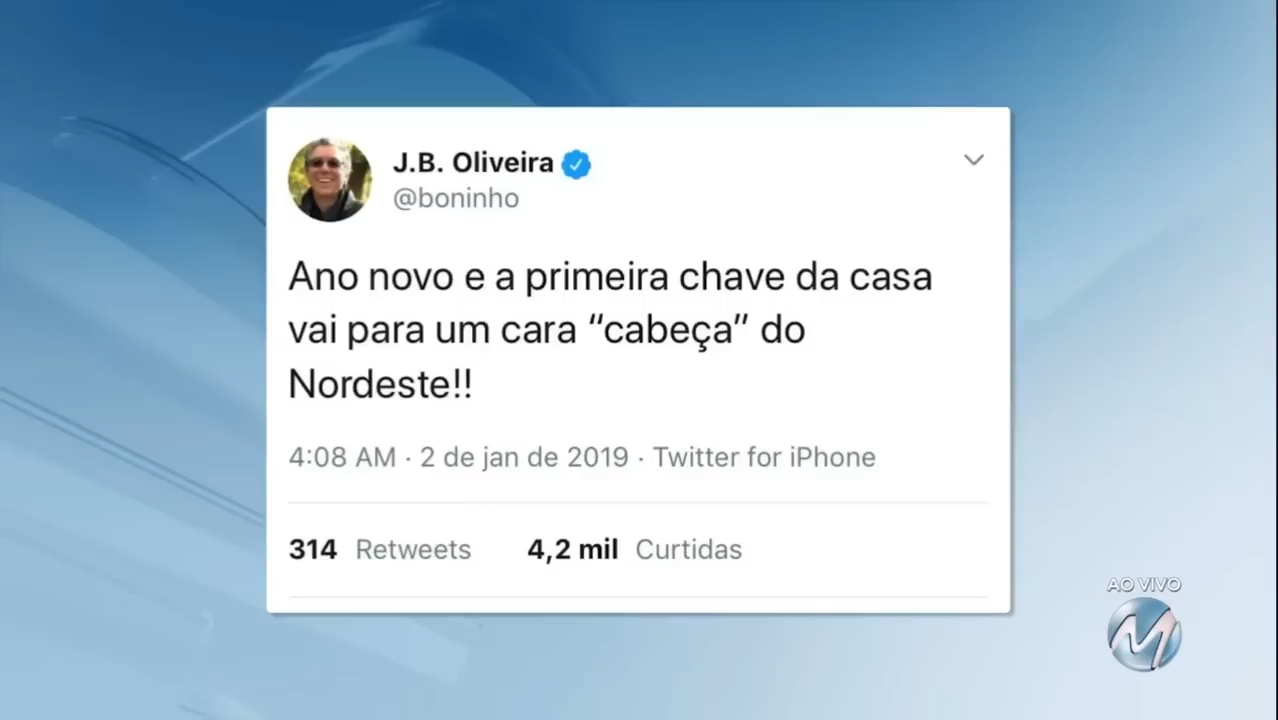 J.B. Oliveira
@boninho
Ano novo e a primeira chave da casa
vai para um cara “cabeça” do
Nordeste!!
4:08 AM · 2 de jan de 2019 · Twitter for iPhone
314 Retweets 4,2 mil Curtidas
AO VIVO
M